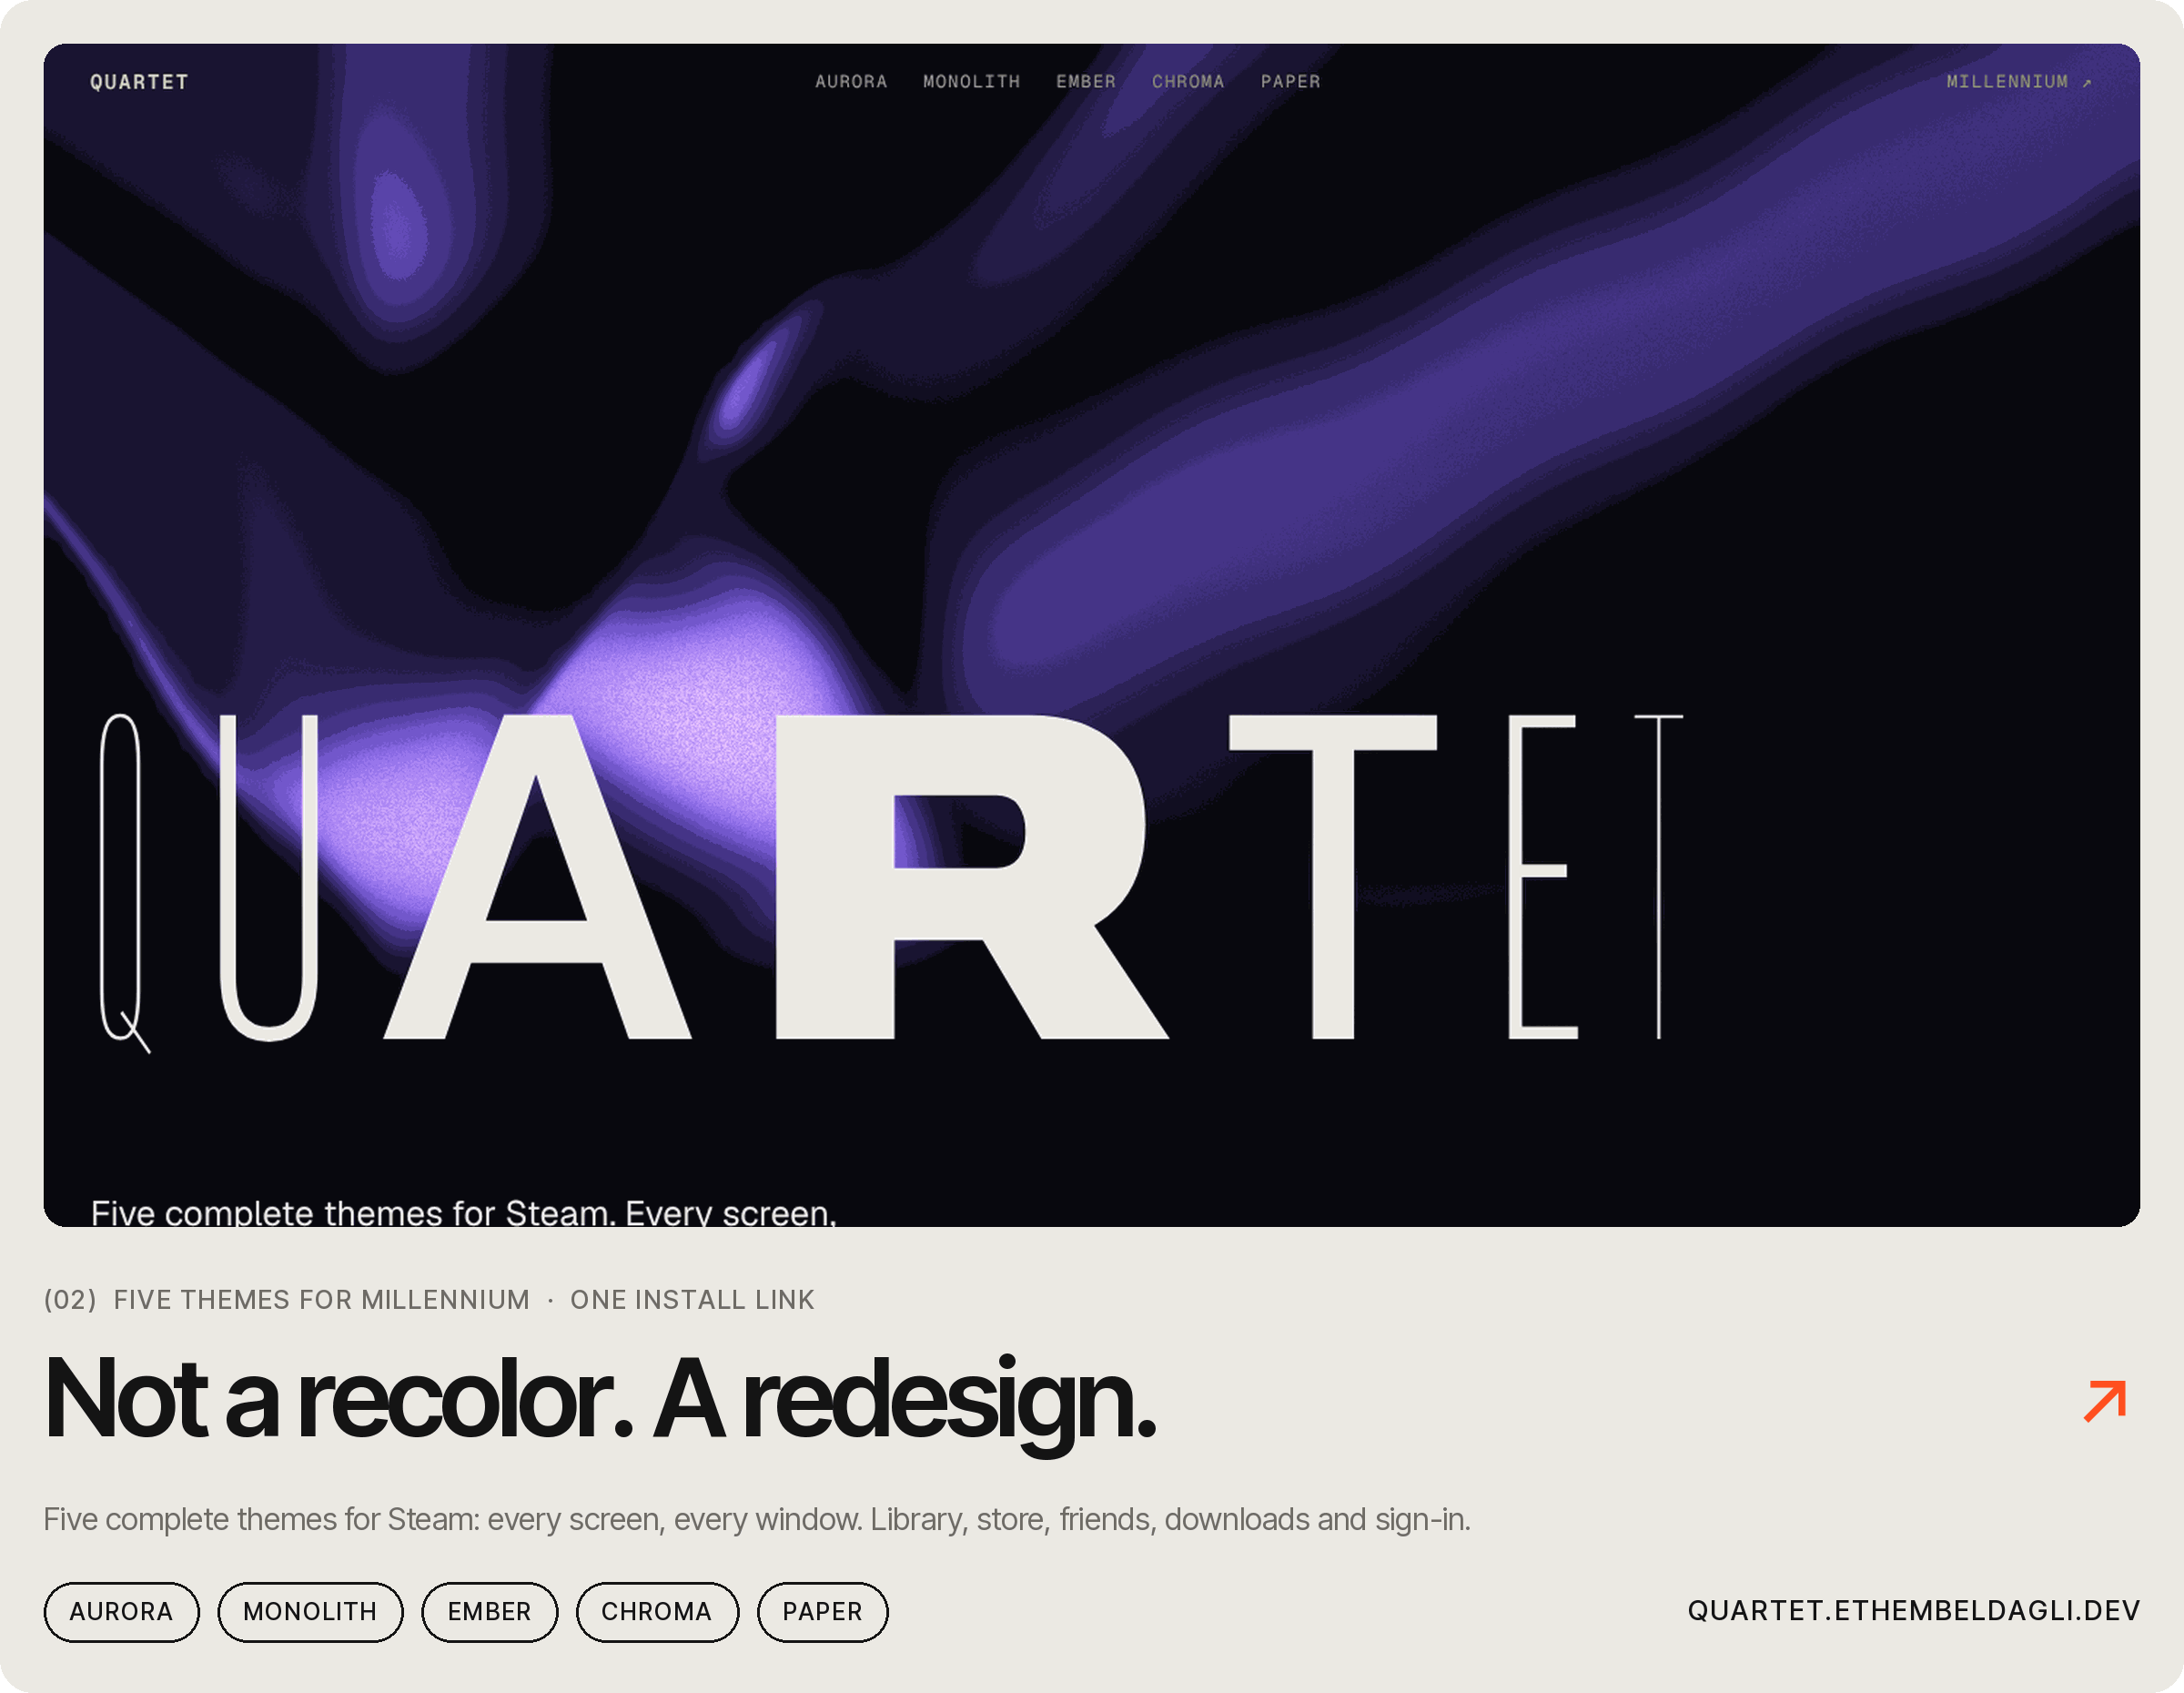 QUARTET AURORA MONOLITH EMBER CHROMA PAPER MILLENNIUM ↗
QUARTET
Five complete themes for Steam. Every screen,
(02) FIVE THEMES FOR MILLENNIUM · ONE INSTALL LINK
Not a recolor. A redesign.
Five complete themes for Steam: every screen, every window. Library, store, friends, downloads and sign-in.
AURORA MONOLITH EMBER CHROMA PAPER QUARTET.ETHEMBELDAGLI.DEV